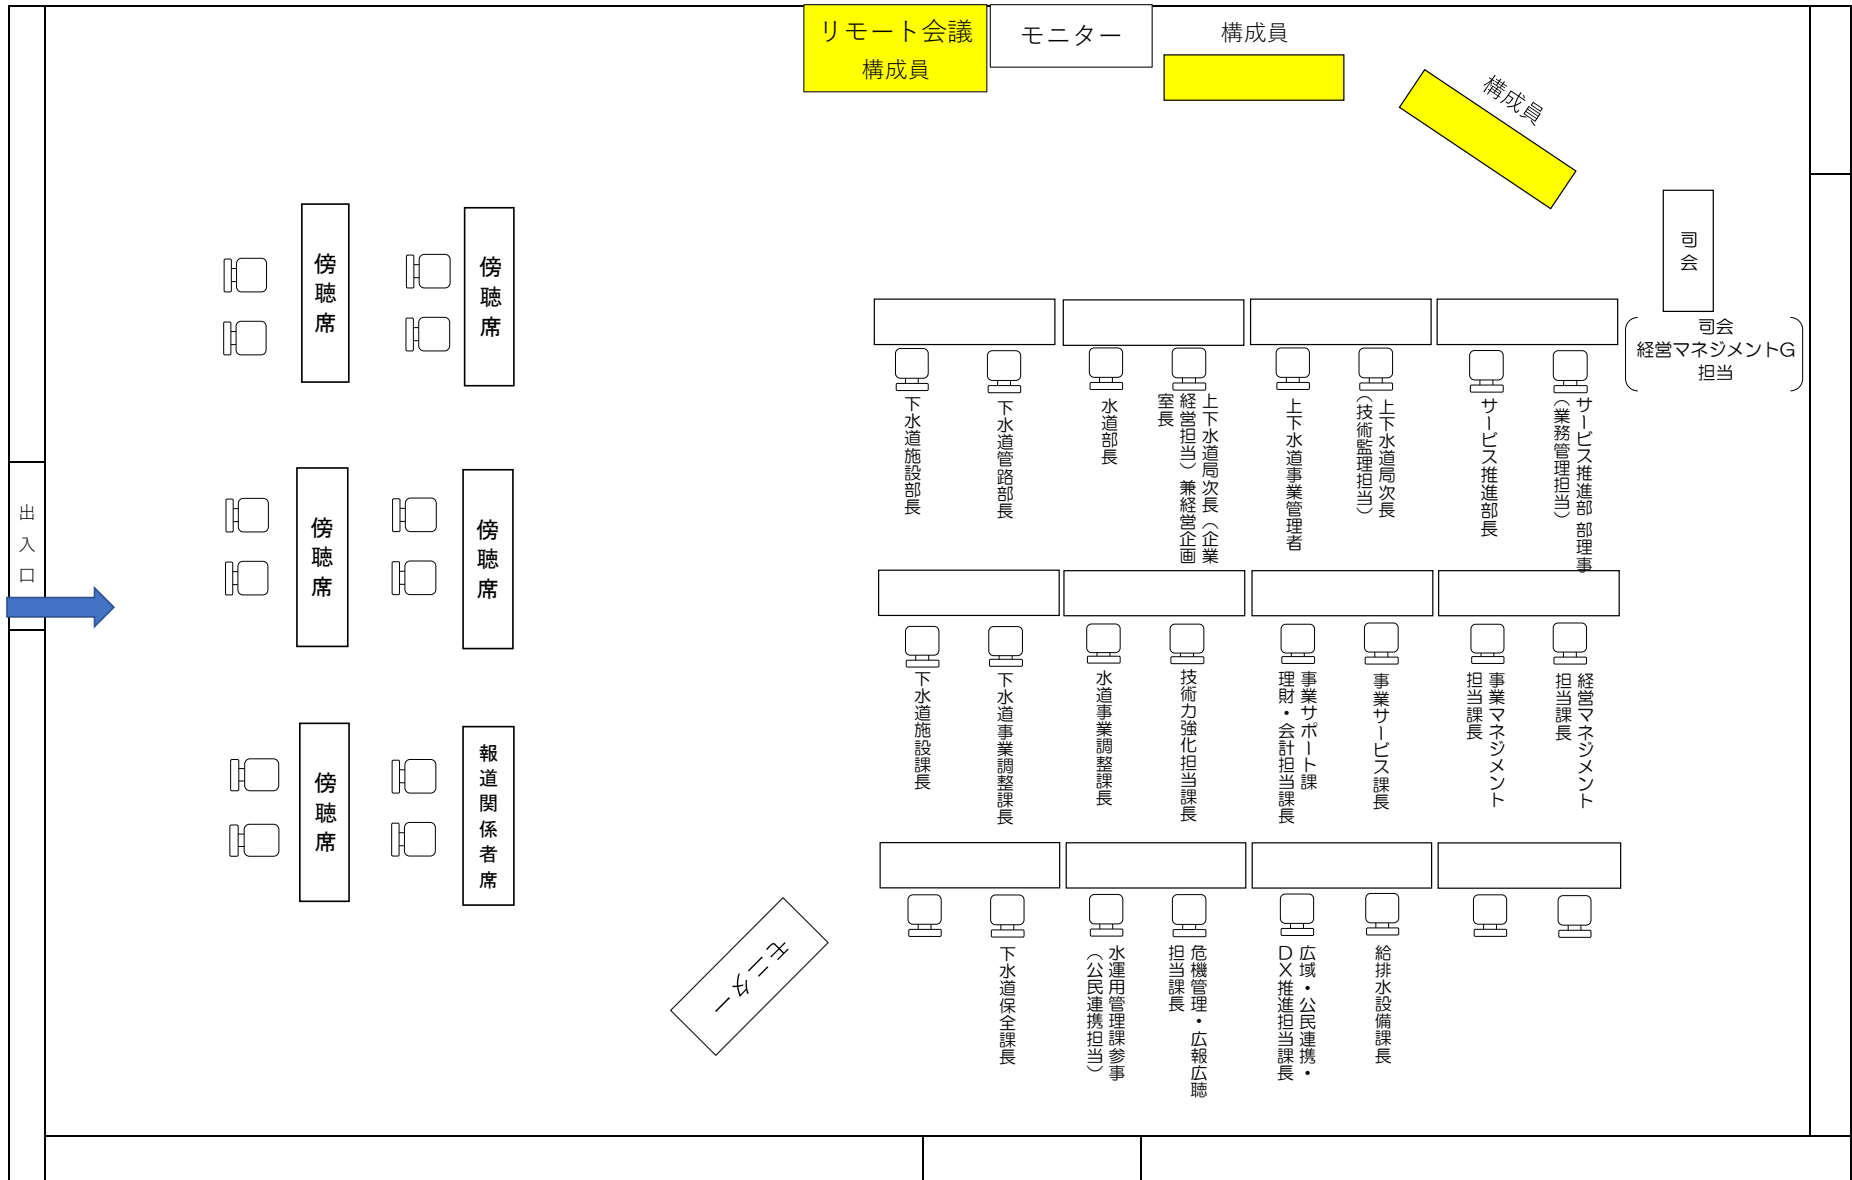 リモート会議
構成員
モニター
構成員
構成員
司会
司会
経営マネジメントG
担当
傍聴席
傍聴席
傍聴席
傍聴席
傍聴席
報道関係者席
出入口
下水道施設部長
下水道管路部長
水道部長
上下水道局次長（企業
経営担当）兼経営企画
室長
上下水道事業管理者
上下水道局次長
（技術監理担当）
サービス推進部長
サービス推進部 部理事
（業務管理担当）
下水道施設課長
下水道事業調整課長
水道事業調整課長
技術力強化担当課長
事業サポート課
理財・会計担当課長
事業サービス課長
事業マネジメント
担当課長
経営マネジメント
担当課長
モニター
下水道保全課長
水運用管理課参事
（公民連携担当）
危機管理・広報広聴
担当課長
広域・公民連携・
DX推進担当課長
給排水設備課長